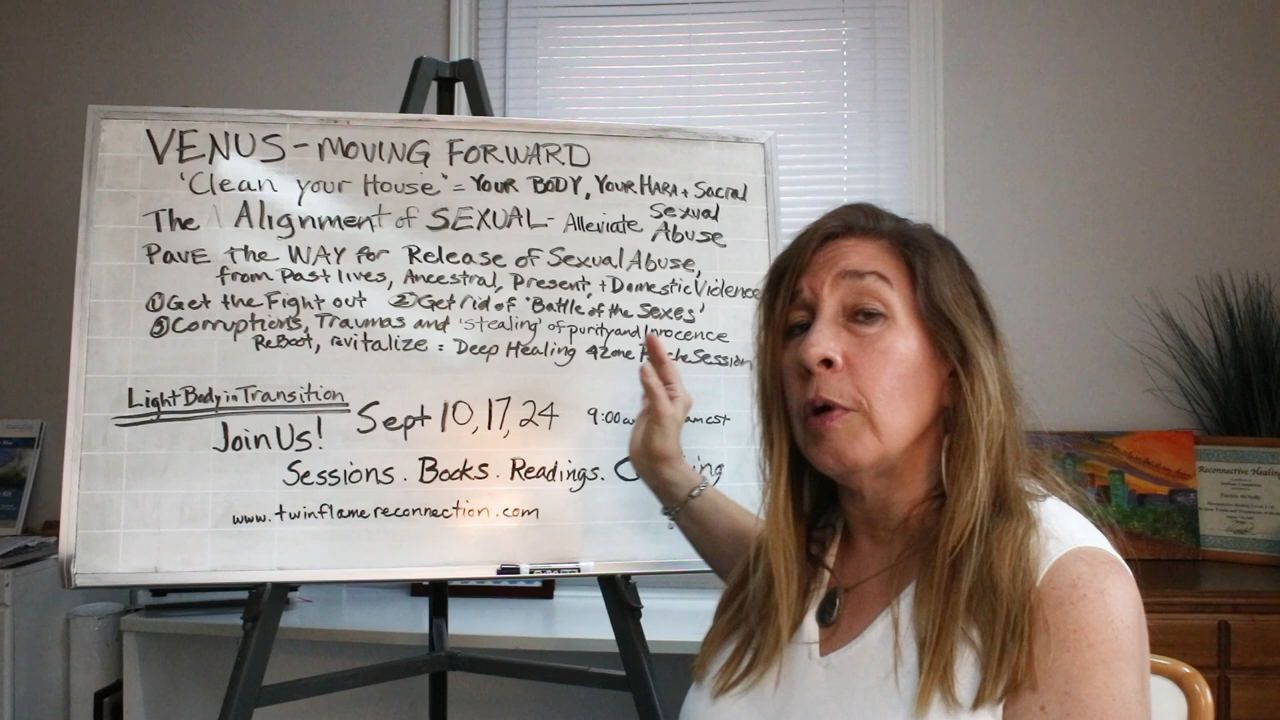 VENUS - MOVING FORWARD
'Clean your House' = YOUR BODY, YOUR HARA + Sacral
The Alignment of SEXUAL - Alleviate Sexual Abuse
PAVE the WAY for Release of Sexual Abuse,
from Past lives, Ancestral, Present, + Domestic Violence
① Get the Fight out ② Get rid of 'Battle of the Sexes'
③ Corruptions, Traumas and 'stealing' of purity and Innocence
ReBoot, revitalize = Deep Healing Session
Light Body in Transition
Join Us! Sept 10, 17, 24 9:00
Sessions. Books. Readings.
www.twinflamereconnection.com
Reconnective Healing